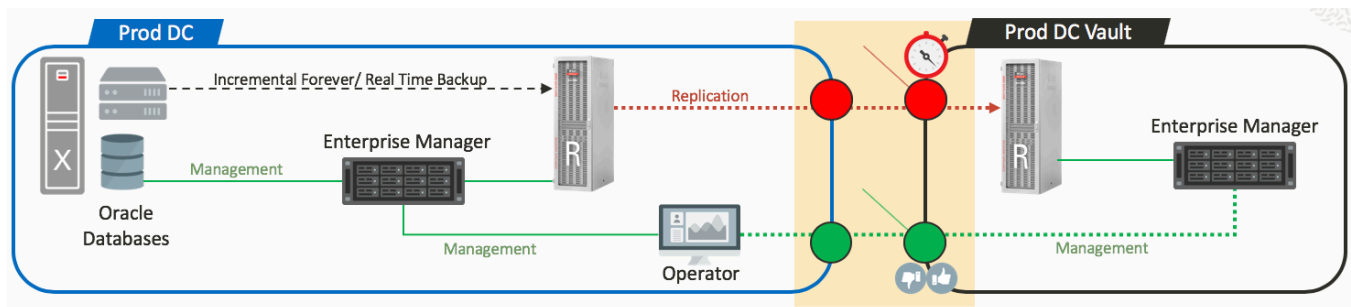 Prod DC
Prod DC Vault
Incremental Forever/ Real Time Backup
Replication
Enterprise Manager
Enterprise Manager
X
R
R
Management
Oracle
Databases
Management
Operator
Management